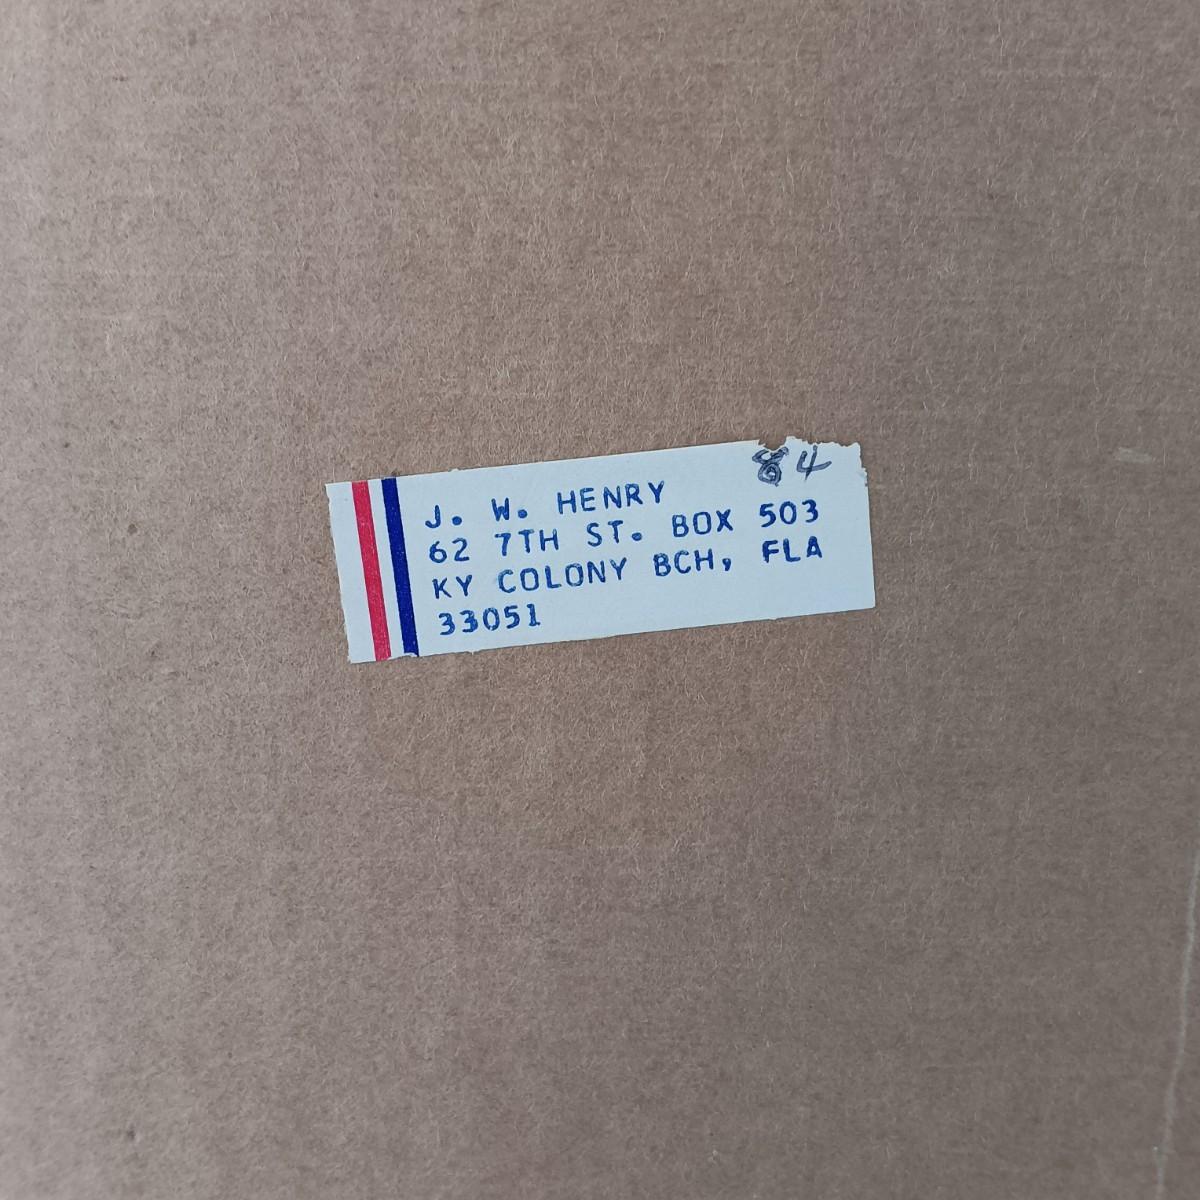 84
J. W. HENRY
62 7TH ST. BOX 503
KY COLONY BCH, FLA
33051